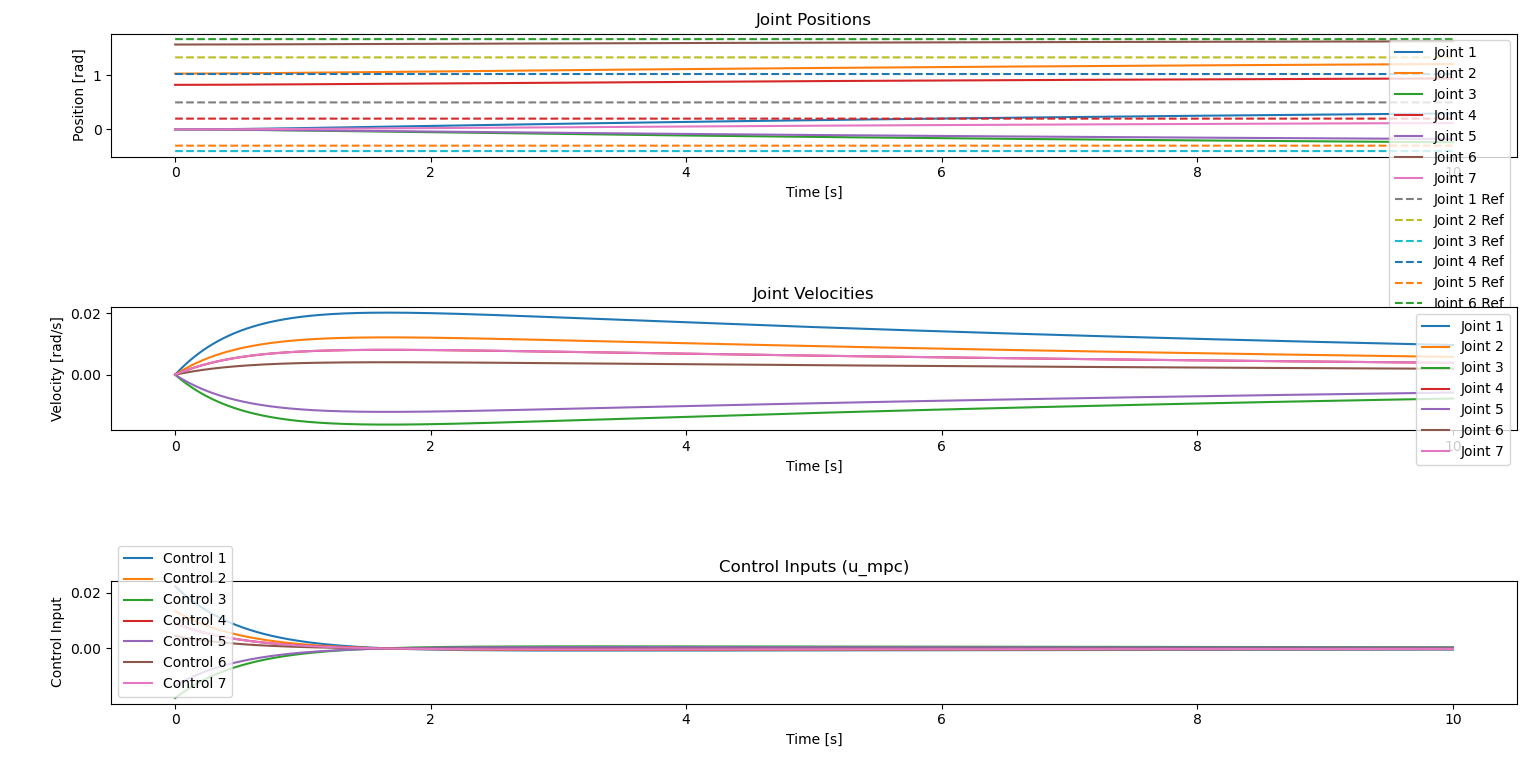 Joint Positions
Position [rad]
1
0
0
2
4
6
8
10
Time [s]
Joint 1
Joint 2
Joint 3
Joint 4
Joint 5
Joint 6
Joint 7
Joint 1 Ref
Joint 2 Ref
Joint 3 Ref
Joint 4 Ref
Joint 5 Ref
Joint 6 Ref
Joint Velocities
Velocity [rad/s]
0.02
0.00
0
2
4
6
8
10
Time [s]
Joint 1
Joint 2
Joint 3
Joint 4
Joint 5
Joint 6
Joint 7
Control Inputs (u_mpc)
Control Input
0.02
0.00
Control 1
Control 2
Control 3
Control 4
Control 5
Control 6
Control 7
0
2
4
6
8
10
Time [s]